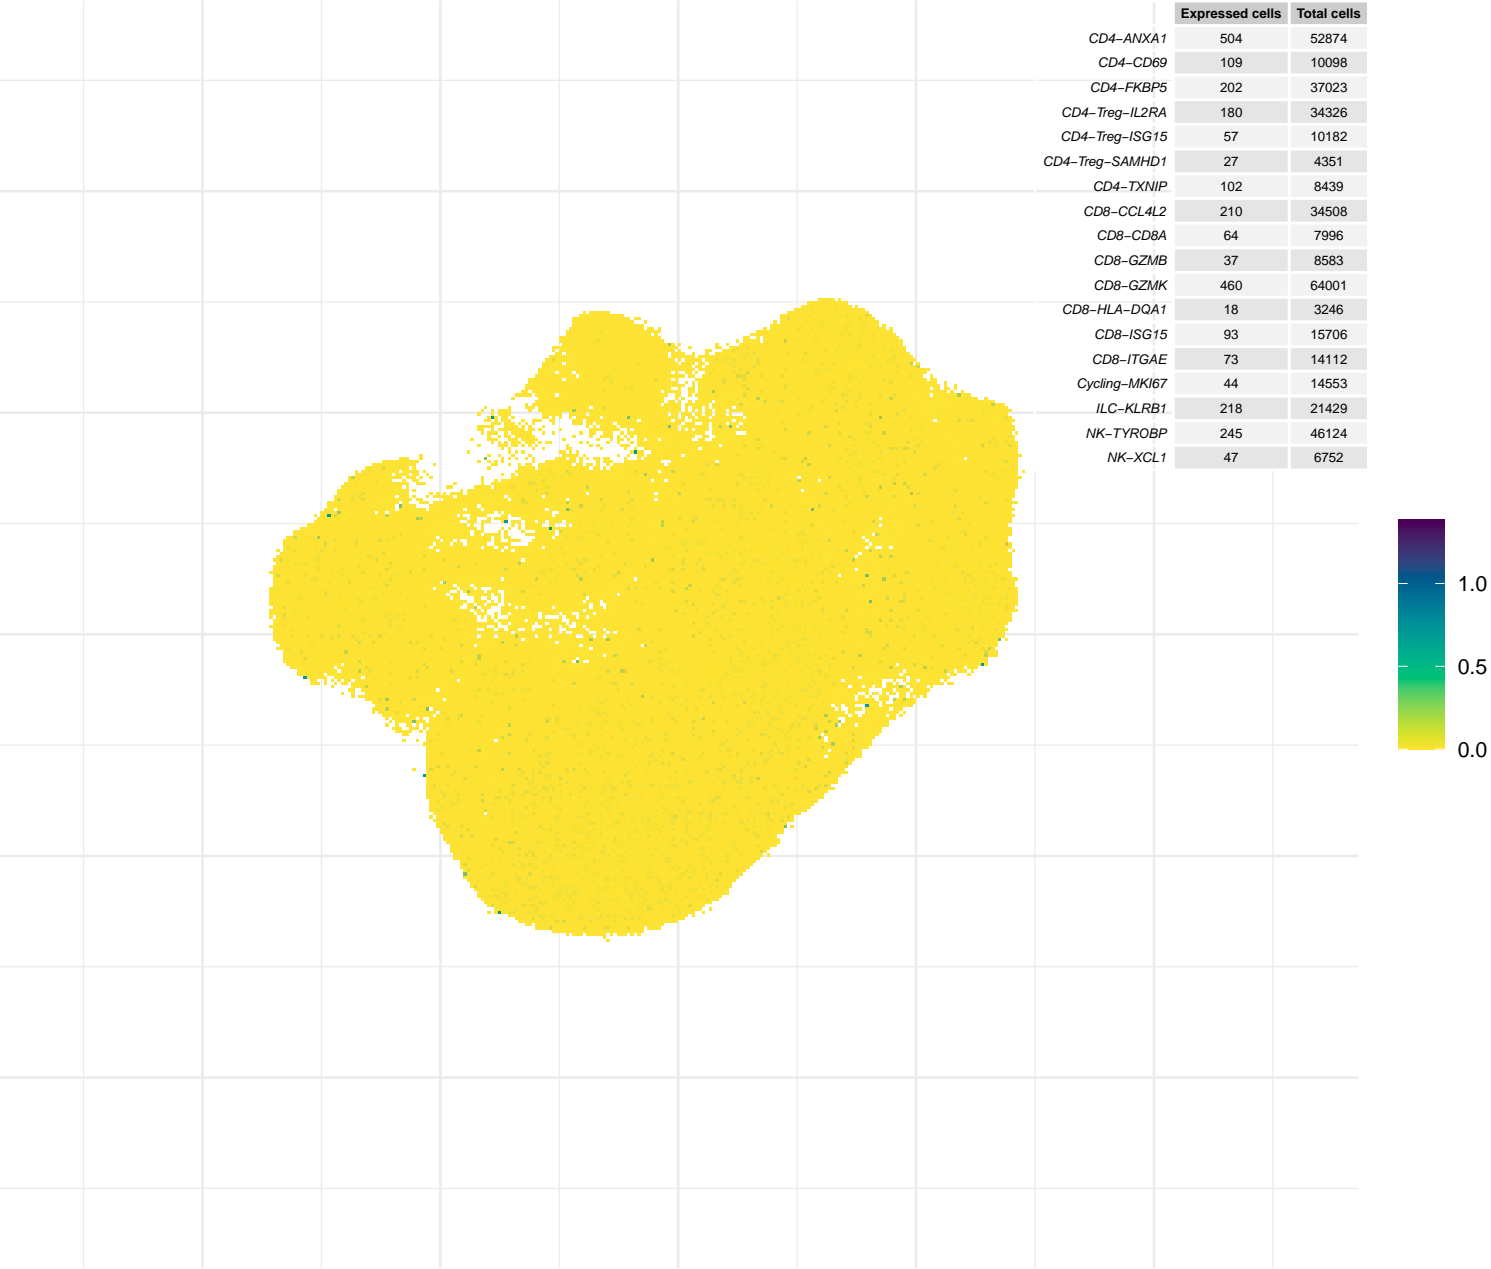 Expressed cells Total cells
CD4−ANXA1 504 52874
CD4−CD69 109 10098
CD4−FKBP5 202 37023
CD4−Treg−IL2RA 180 34326
CD4−Treg−ISG15 57 10182
CD4−Treg−SAMHD1 27 4351
CD4−TXNIP 102 8439
CD8−CCL4L2 210 34508
CD8−CD8A 64 7996
CD8−GZMB 37 8583
CD8−GZMK 460 64001
CD8−HLA−DQA1 18 3246
CD8−ISG15 93 15706
CD8−ITGAE 73 14112
Cycling−MKI67 44 14553
ILC−KLRB1 218 21429
NK−TYROBP 245 46124
NK−XCL1 47 6752
1.0
0.5
0.0